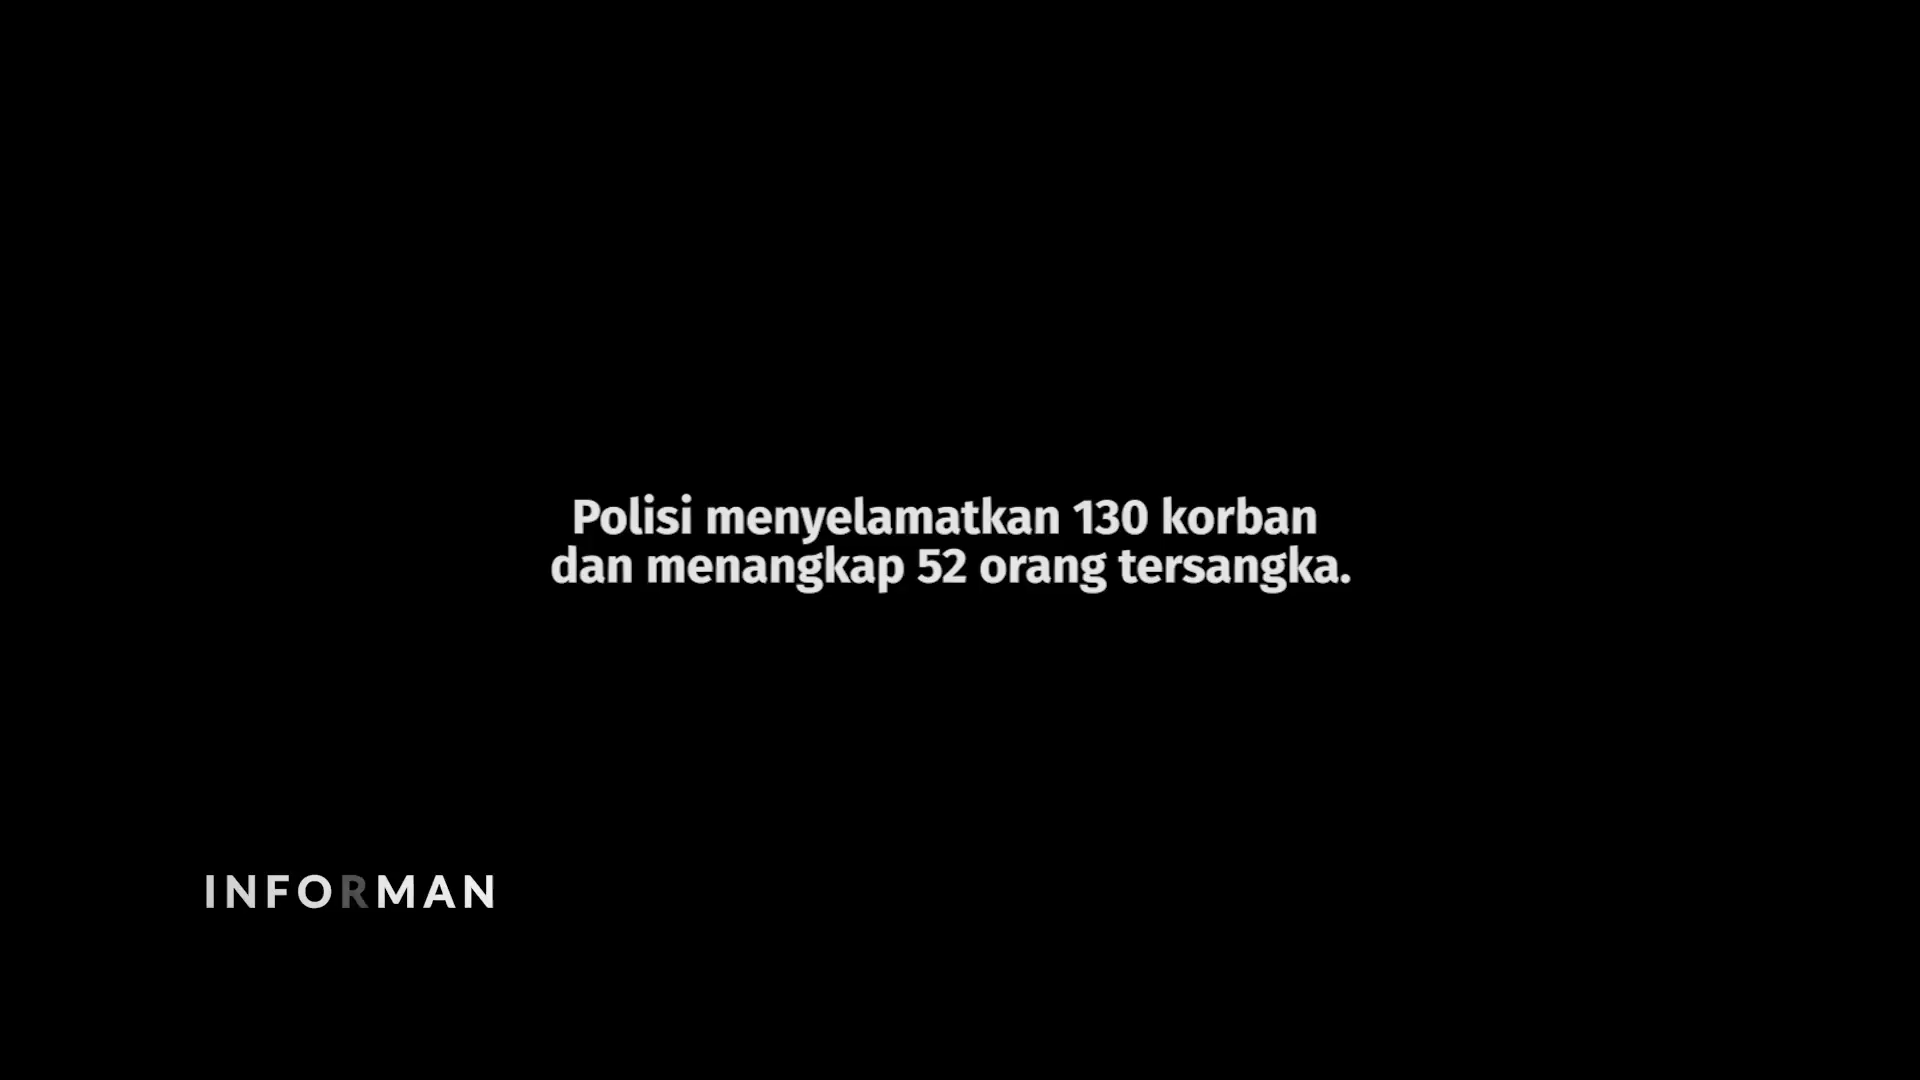 Polisi menyelamatkan 130 korban
dan menangkap 52 orang tersangka.
INFORMAN